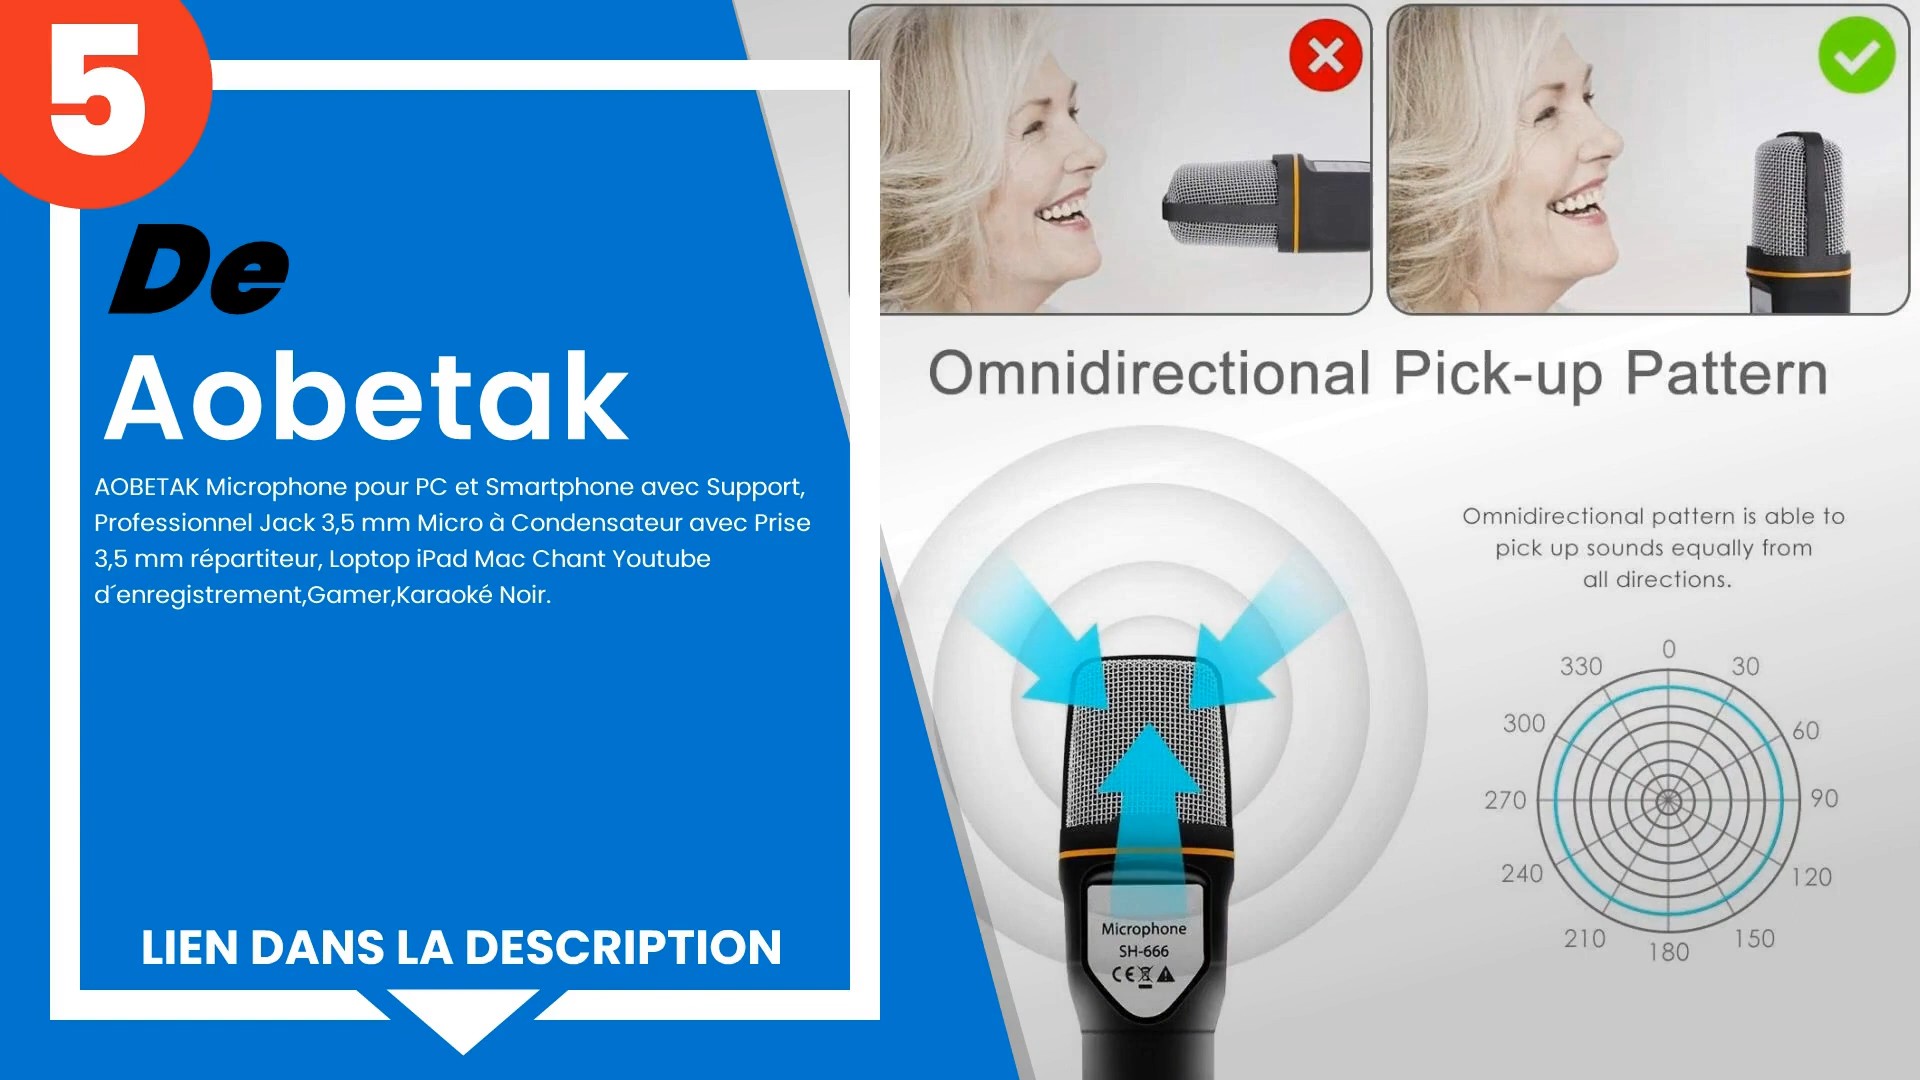 5
De
Aobetak
AOBETAK Microphone pour PC et Smartphone avec Support,
Professionnel Jack 3,5 mm Micro à Condensateur avec Prise
3,5 mm répartiteur, Loptop iPad Mac Chant Youtube
d´enregistrement,Gamer,Karaoké Noir.
LIEN DANS LA DESCRIPTION
Omnidirectional Pick-up Pattern
Omnidirectional pattern is able to
pick up sounds equally from
all directions.
0
330
30
300
60
270
90
240
120
210
150
180
Microphone
SH-666
CE